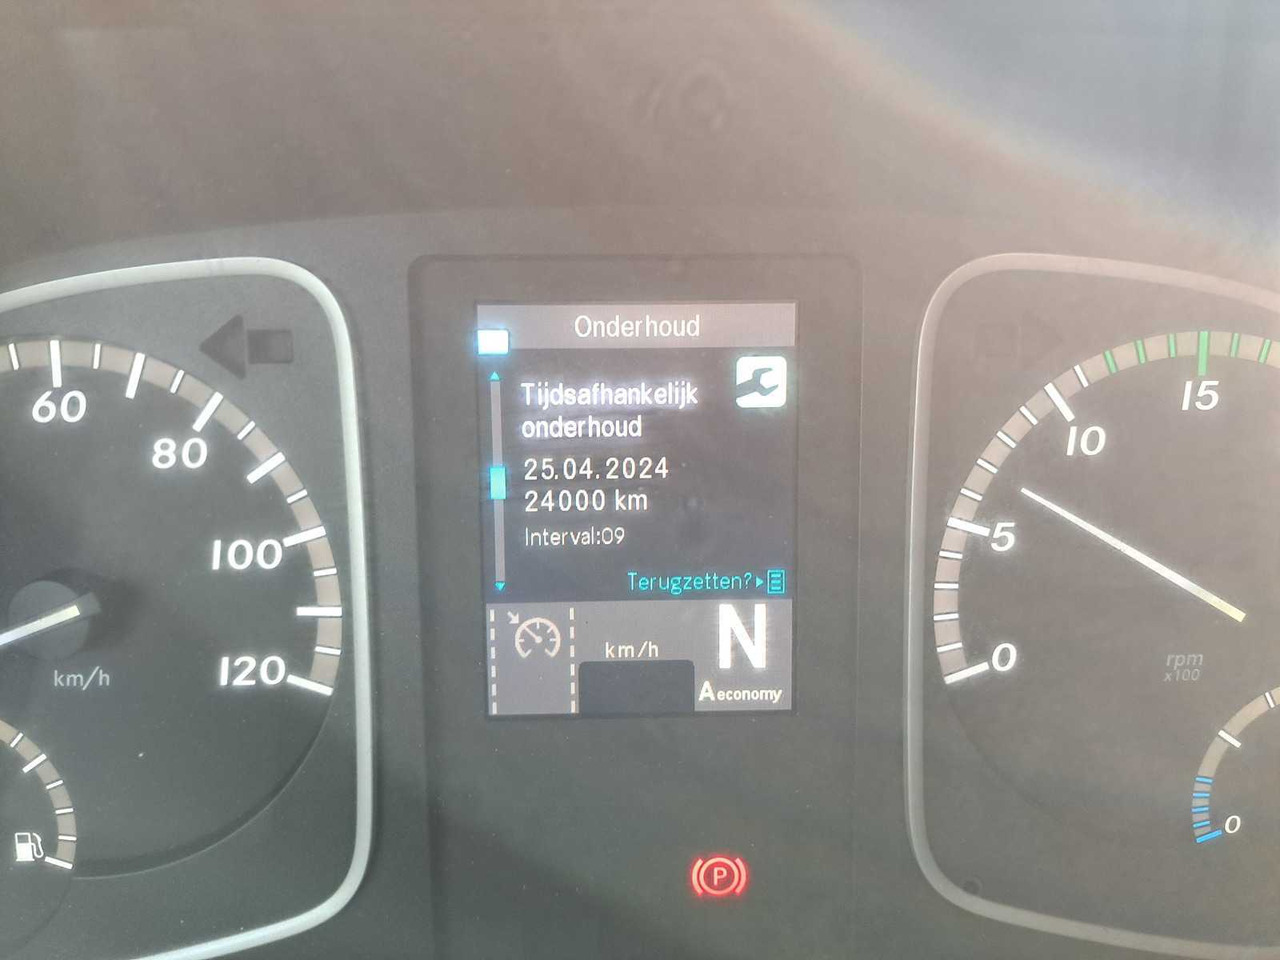 Onderhoud
Tijdsafhankelijk
onderhoud
25.04.2024
24000 km
Interval:09
Terugzetten?
km/h
N
A economy
60
80
100
120
km/h
15
10
5
0
rpm
x100
0
P